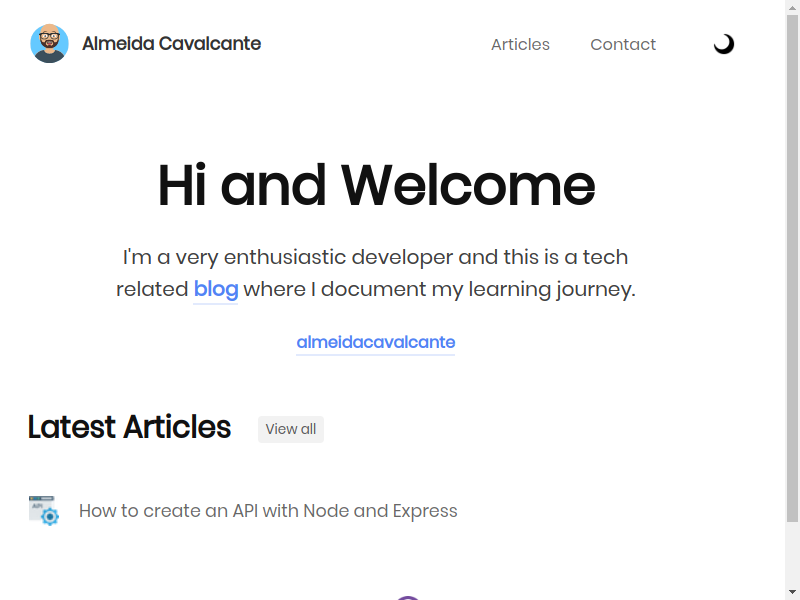 Almeida Cavalcante
Articles
Contact
Hi and Welcome
I'm a very enthusiastic developer and this is a tech
related blog where I document my learning journey.
almeidacavalcante
Latest Articles
View all
API
How to create an API with Node and Express